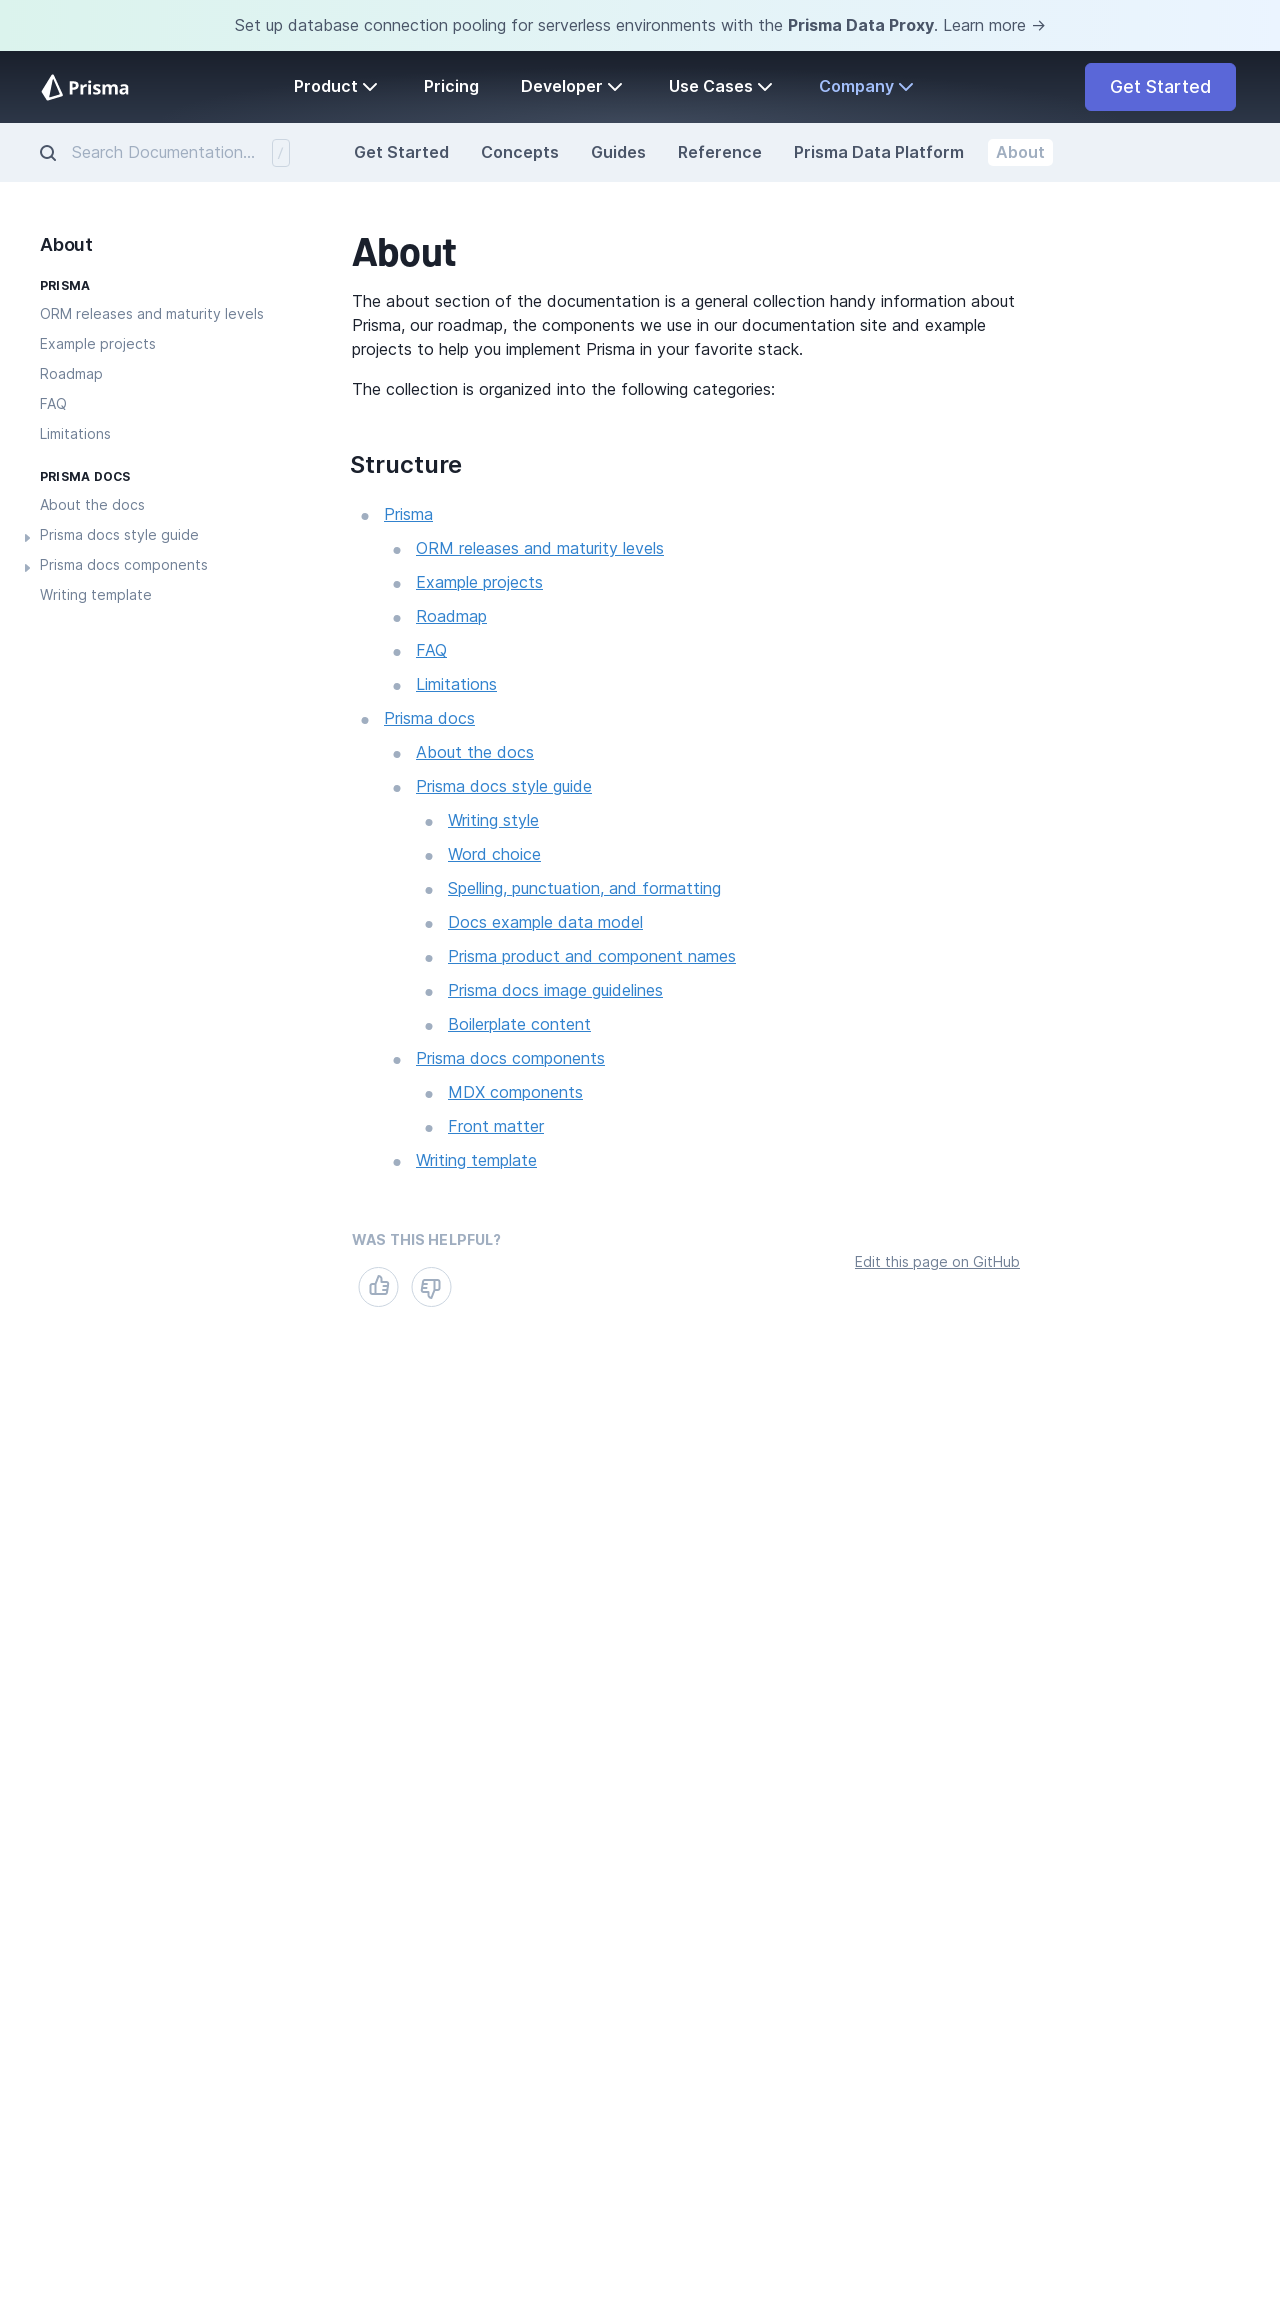 Set up database connection pooling for serverless environments with the Prisma Data Proxy. Learn more →
Prisma
Product
Pricing
Developer
Use Cases
Company
Get Started
Search Documentation...
/
Get Started
Concepts
Guides
Reference
Prisma Data Platform
About
About
PRISMA
ORM releases and maturity levels
Example projects
Roadmap
FAQ
Limitations
PRISMA DOCS
About the docs
Prisma docs style guide
Prisma docs components
Writing template
About
The about section of the documentation is a general collection handy information about
Prisma, our roadmap, the components we use in our documentation site and example
projects to help you implement Prisma in your favorite stack.
The collection is organized into the following categories:
Structure
Prisma
ORM releases and maturity levels
Example projects
Roadmap
FAQ
Limitations
Prisma docs
About the docs
Prisma docs style guide
Writing style
Word choice
Spelling, punctuation, and formatting
Docs example data model
Prisma product and component names
Prisma docs image guidelines
Boilerplate content
Prisma docs components
MDX components
Front matter
Writing template
WAS THIS HELPFUL?
Edit this page on GitHub